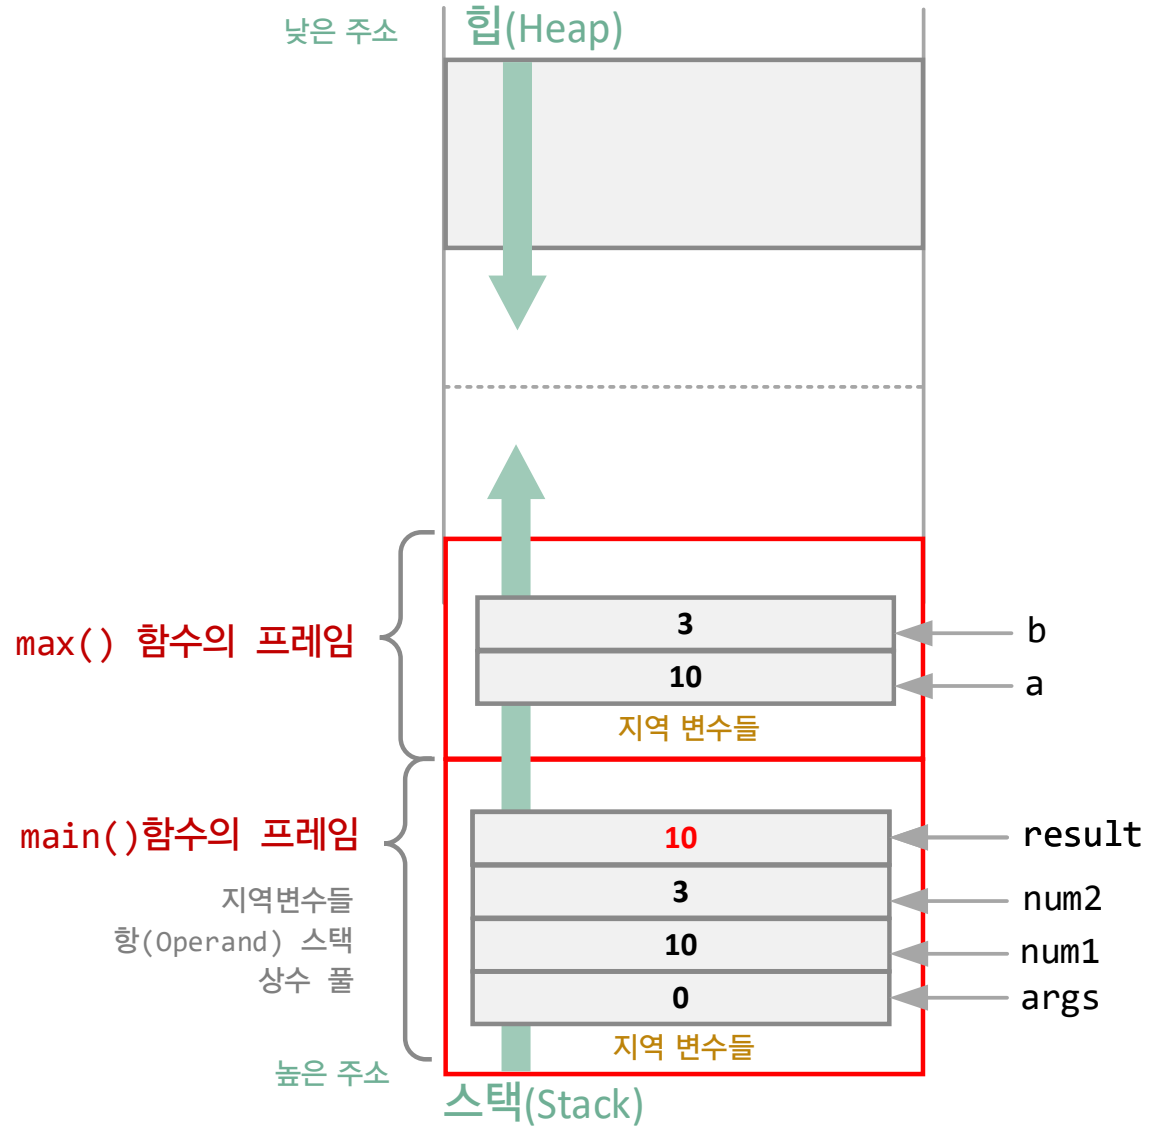 낮은 주소
힙(Heap)
max() 함수의 프레임
3
b
10
a
지역 변수들
main()함수의 프레임
지역변수들
항(Operand) 스택
상수 풀
10
result
3
num2
10
num1
0
args
지역 변수들
높은 주소
스택(Stack)